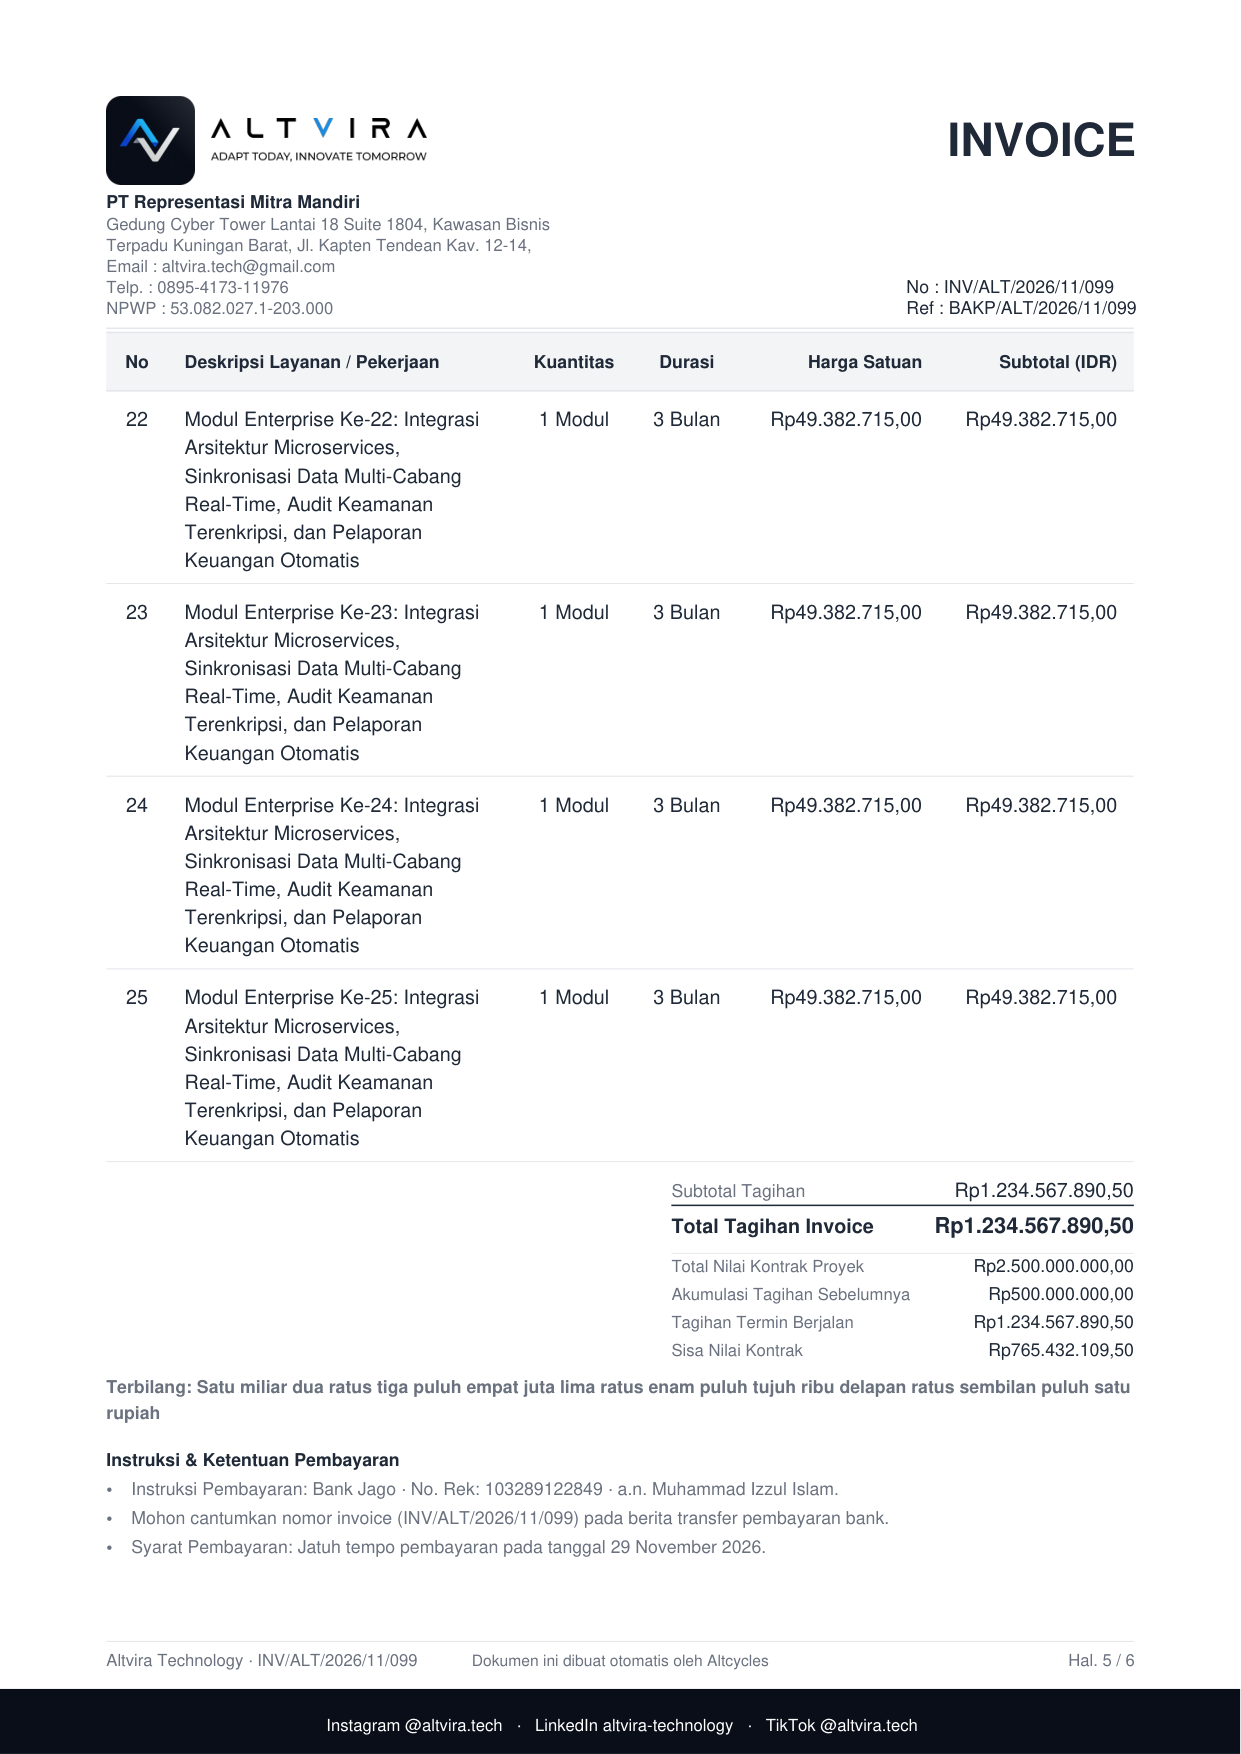 ALTVIRA
ADAPT TODAY, INNOVATE TOMORROW
INVOICE
PT Representasi Mitra Mandiri
Gedung Cyber Tower Lantai 18 Suite 1804, Kawasan Bisnis
Terpadu Kuningan Barat, Jl. Kapten Tendean Kav. 12-14,
Email : altvira.tech@gmail.com
Telp. : 0895-4173-11976
NPWP : 53.082.027.1-203.000
No : INV/ALT/2026/11/099
Ref : BAKP/ALT/2026/11/099
No Deskripsi Layanan / Pekerjaan Kuantitas Durasi Harga Satuan Subtotal (IDR)
22 Modul Enterprise Ke-22: Integrasi 1 Modul 3 Bulan Rp49.382.715,00 Rp49.382.715,00
Arsitektur Microservices,
Sinkronisasi Data Multi-Cabang
Real-Time, Audit Keamanan
Terenkripsi, dan Pelaporan
Keuangan Otomatis
23 Modul Enterprise Ke-23: Integrasi 1 Modul 3 Bulan Rp49.382.715,00 Rp49.382.715,00
Arsitektur Microservices,
Sinkronisasi Data Multi-Cabang
Real-Time, Audit Keamanan
Terenkripsi, dan Pelaporan
Keuangan Otomatis
24 Modul Enterprise Ke-24: Integrasi 1 Modul 3 Bulan Rp49.382.715,00 Rp49.382.715,00
Arsitektur Microservices,
Sinkronisasi Data Multi-Cabang
Real-Time, Audit Keamanan
Terenkripsi, dan Pelaporan
Keuangan Otomatis
25 Modul Enterprise Ke-25: Integrasi 1 Modul 3 Bulan Rp49.382.715,00 Rp49.382.715,00
Arsitektur Microservices,
Sinkronisasi Data Multi-Cabang
Real-Time, Audit Keamanan
Terenkripsi, dan Pelaporan
Keuangan Otomatis
Subtotal Tagihan Rp1.234.567.890,50
Total Tagihan Invoice Rp1.234.567.890,50
Total Nilai Kontrak Proyek Rp2.500.000.000,00
Akumulasi Tagihan Sebelumnya Rp500.000.000,00
Tagihan Termin Berjalan Rp1.234.567.890,50
Sisa Nilai Kontrak Rp765.432.109,50
Terbilang: Satu miliar dua ratus tiga puluh empat juta lima ratus enam puluh tujuh ribu delapan ratus sembilan puluh satu
rupiah
Instruksi & Ketentuan Pembayaran
• Instruksi Pembayaran: Bank Jago · No. Rek: 103289122849 · a.n. Muhammad Izzul Islam.
• Mohon cantumkan nomor invoice (INV/ALT/2026/11/099) pada berita transfer pembayaran bank.
• Syarat Pembayaran: Jatuh tempo pembayaran pada tanggal 29 November 2026.
Altvira Technology · INV/ALT/2026/11/099 Dokumen ini dibuat otomatis oleh Altcycles Hal. 5 / 6
Instagram @altvira.tech · LinkedIn altvira-technology · TikTok @altvira.tech